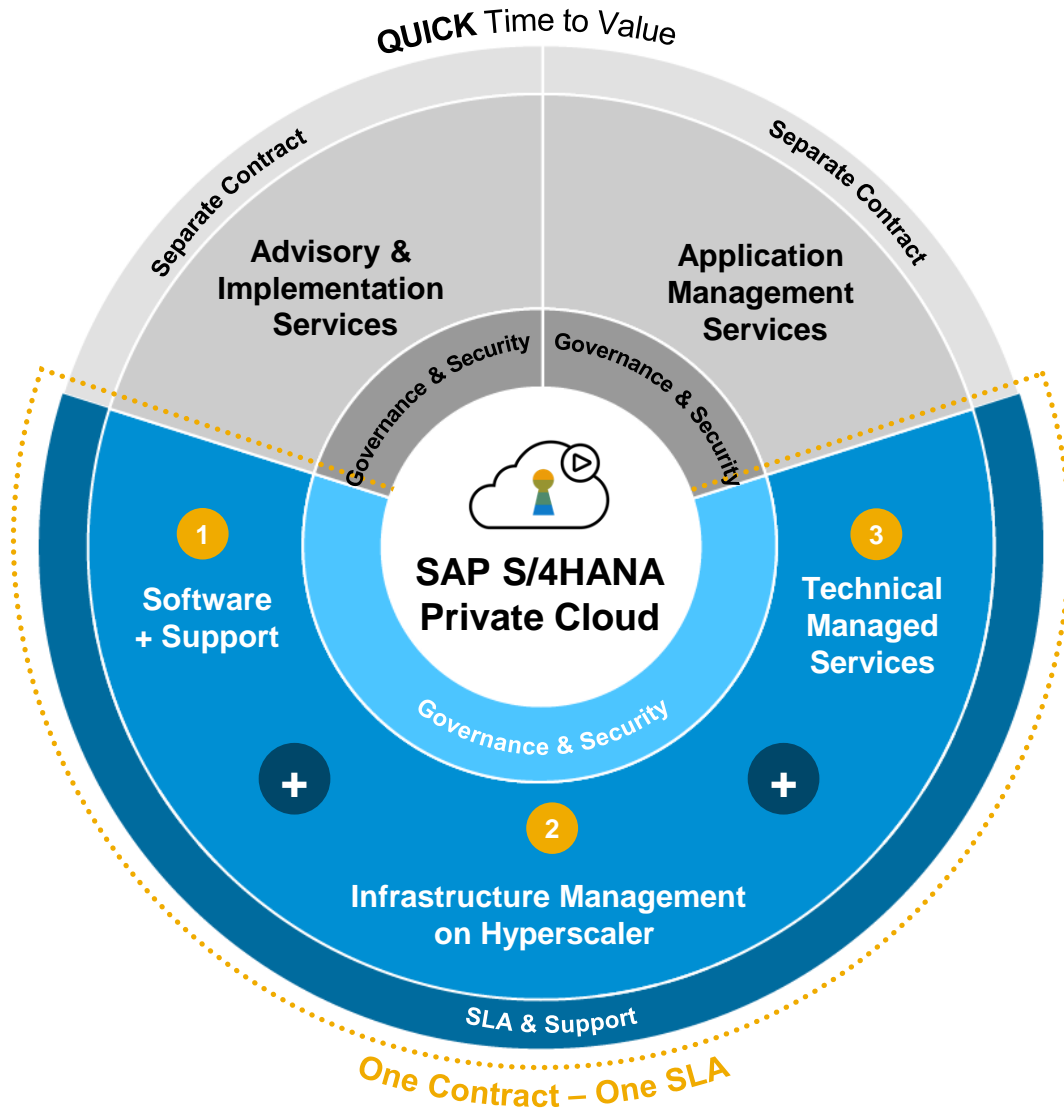 QUICK Time to Value
Separate Contract
Separate Contract
Advisory &
Implementation
Services
Application
Management
Services
Governance & Security
Governance & Security
SAP S/4HANA
Private Cloud
1
Software
+ Support
3
Technical
Managed
Services
Governance & Security
+
+
2
Infrastructure Management
on Hyperscaler
SLA & Support
One Contract – One SLA